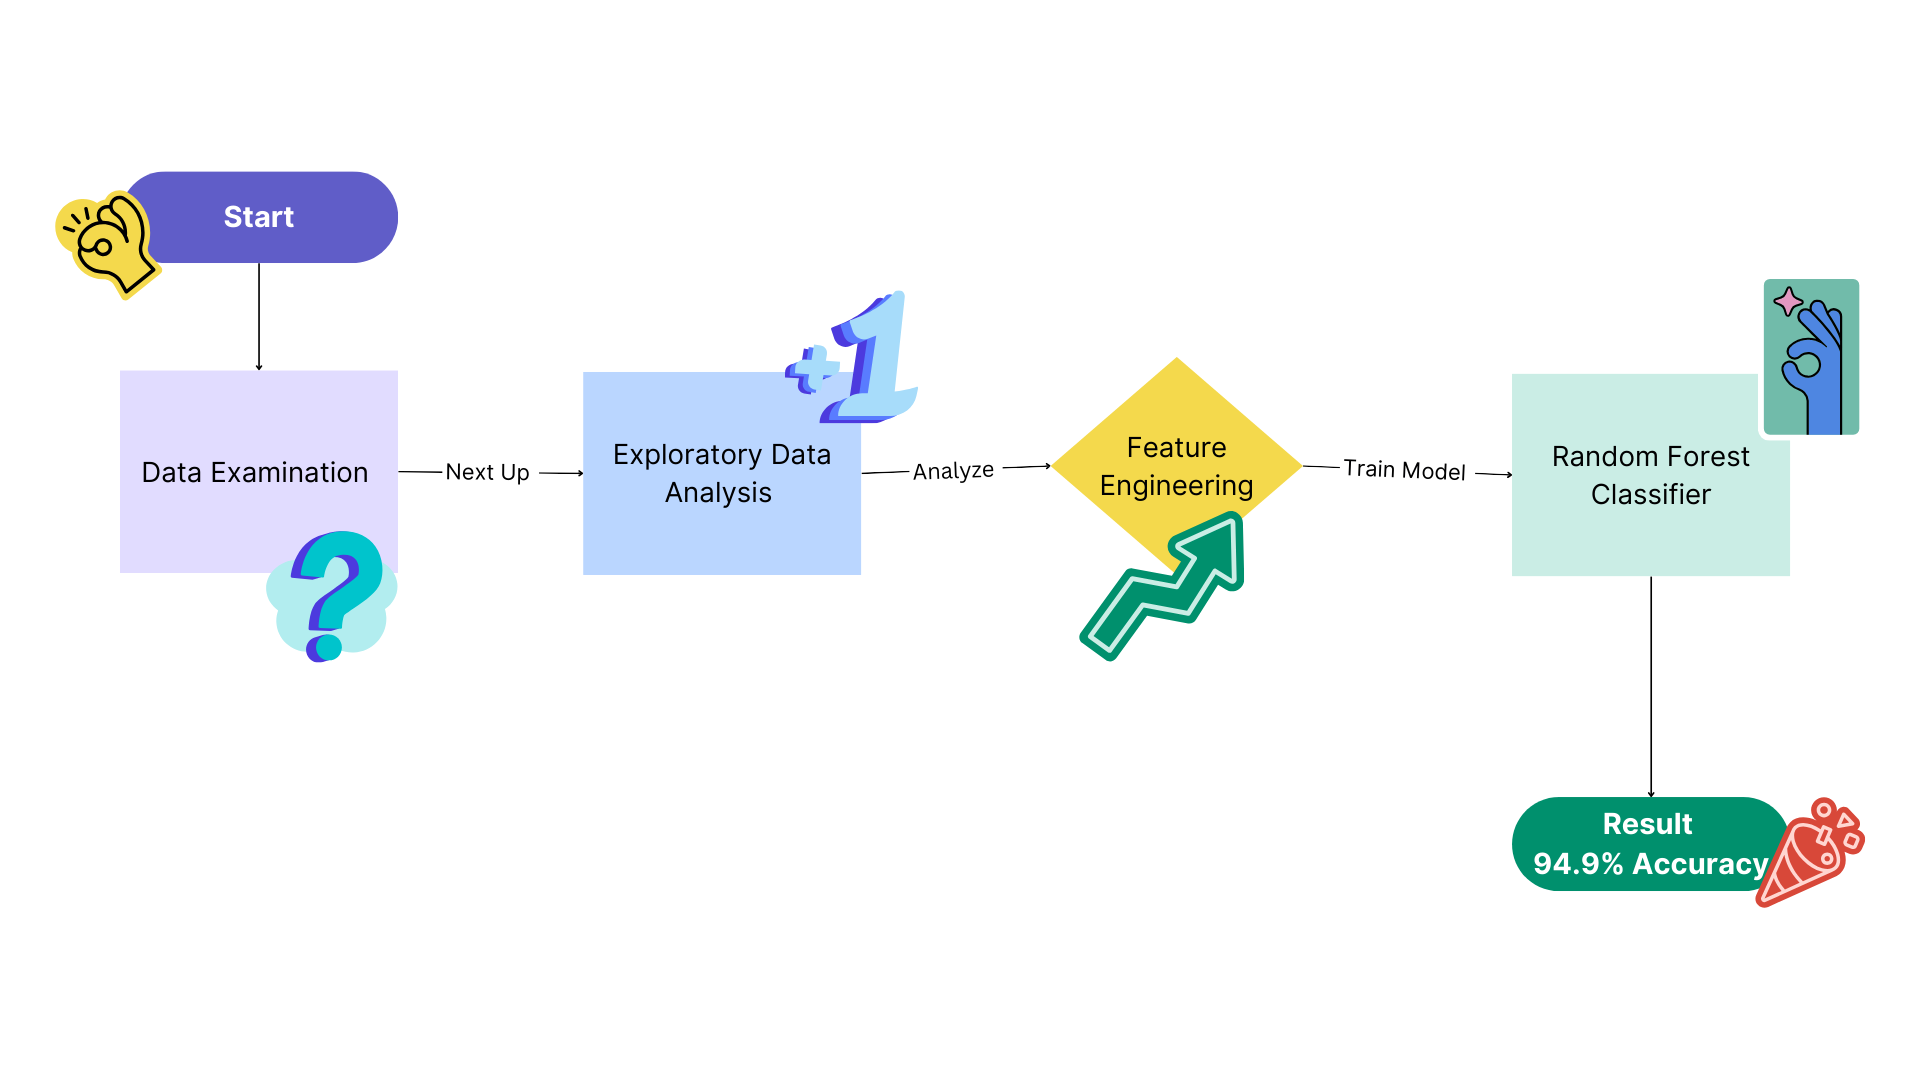 Start
Data Examination
Next Up
Exploratory Data
Analysis
+1
Analyze
Feature
Engineering
Train Model
Random Forest
Classifier
Result
94.9% Accuracy
?